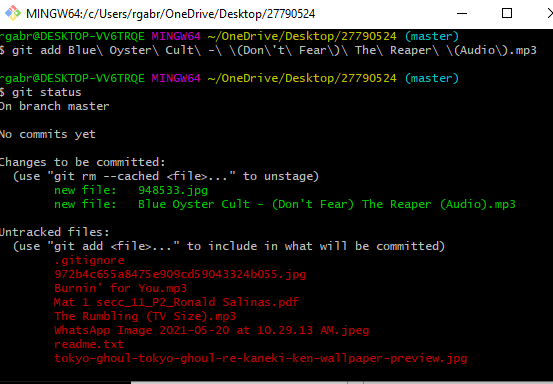 MINGW64:/c/Users/rgabr/OneDrive/Desktop/27790524
rgabr@DESKTOP-VV6TRQE MINGW64 ~/OneDrive/Desktop/27790524 (master)
$ git add Blue\ Oyster\ Cult\ -\ \(Don\'t\ Fear\)\ The\ Reaper\ \(Audio\).mp3
rgabr@DESKTOP-VV6TRQE MINGW64 ~/OneDrive/Desktop/27790524 (master)
$ git status
On branch master
No commits yet
Changes to be committed:
(use "git rm --cached <file>..." to unstage)
new file: 948533.jpg
new file: Blue Oyster Cult - (Don't Fear) The Reaper (Audio).mp3
Untracked files:
(use "git add <file>..." to include in what will be committed)
.gitignore
972b4c655a8475e909cd59043324b055.jpg
Burnin' for You.mp3
Mat 1 secc_11_P2_Ronald Salinas.pdf
The Rumbling (TV Size).mp3
WhatsApp Image 2021-05-20 at 10.29.13 AM.jpeg
readme.txt
tokyo-ghoul-tokyo-ghoul-re-kaneki-ken-wallpaper-preview.jpg